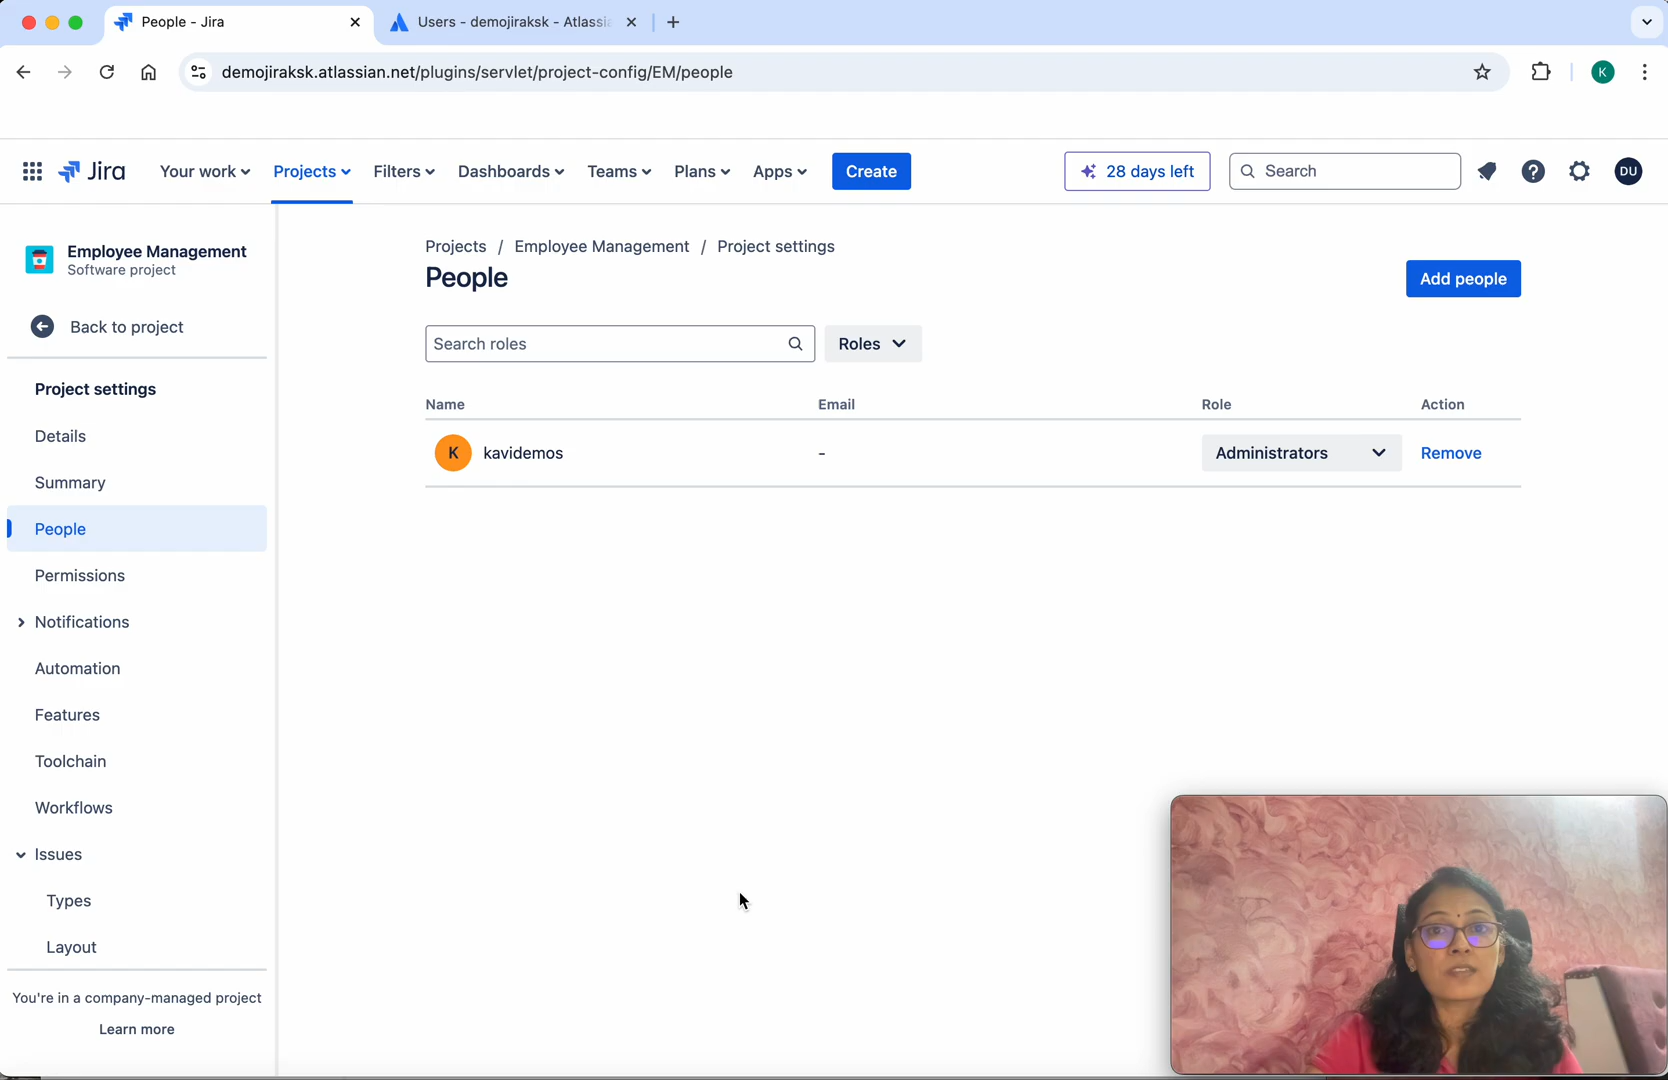 People - Jira
Users - demojiraksk - Atlassi
demojiraksk.atlassian.net/plugins/servlet/project-config/EM/people
K
Jira
Your work
Projects
Filters
Dashboards
Teams
Plans
Apps
Create
28 days left
Search
DU
Employee Management
Software project
Back to project
Project settings
Details
Summary
People
Permissions
Notifications
Automation
Features
Toolchain
Workflows
Issues
Types
Layout
You're in a company-managed project
Learn more
Projects / Employee Management / Project settings
People
Add people
Search roles
Roles
Name Email Role Action
K kavidemos - Administrators Remove